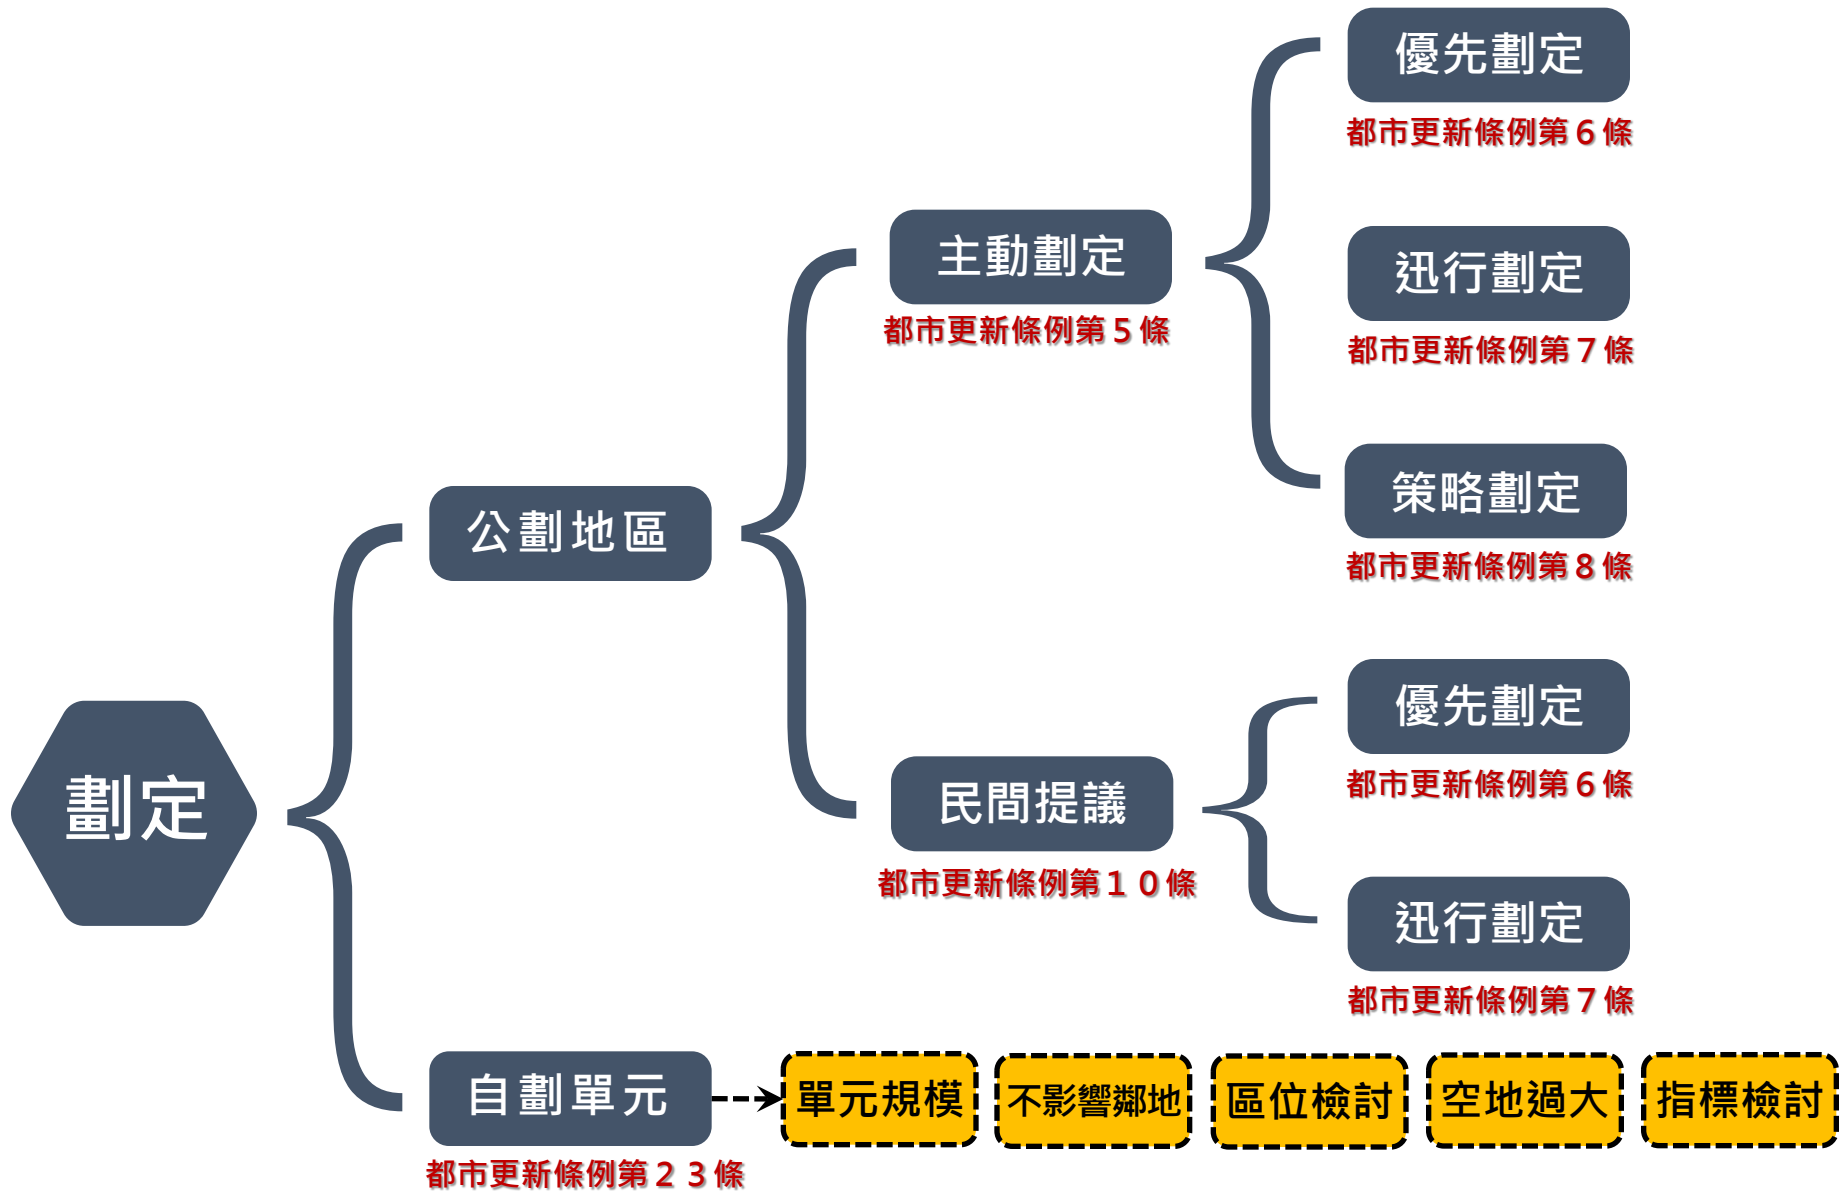 劃定
公劃地區
主動劃定
都市更新條例第５條
優先劃定
都市更新條例第６條
迅行劃定
都市更新條例第７條
策略劃定
都市更新條例第８條
民間提議
都市更新條例第１０條
優先劃定
都市更新條例第６條
迅行劃定
都市更新條例第７條
自劃單元
都市更新條例第２３條
單元規模
不影響鄰地
區位檢討
空地過大
指標檢討